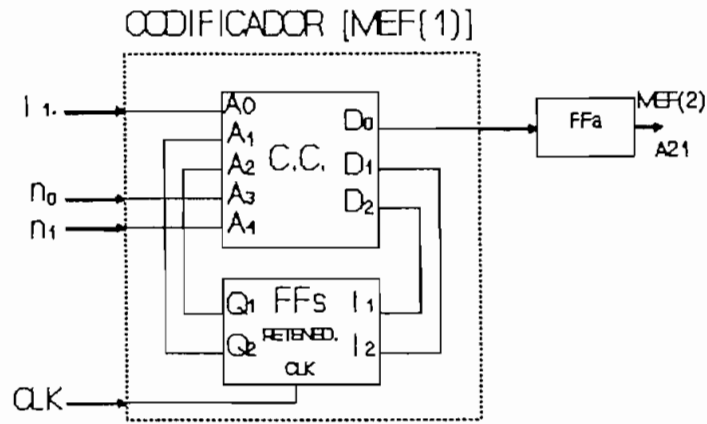 CODIFICADOR [MEF(1)]
I1.
n0
n1
CLK
A0
A1
A2
A3
A4
C.C.
D0
D1
D2
Q1
Q2
FFs
RETENED.
CLK
I1
I2
FFa
MEF(2)
A21